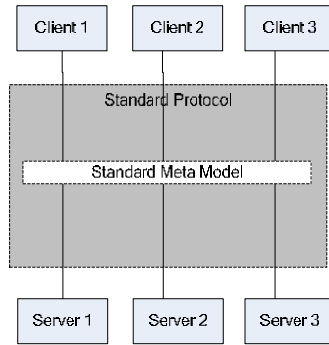 Client 1
Client 2
Client 3
Standard Protocol
Standard Meta Model
Server 1
Server 2
Server 3